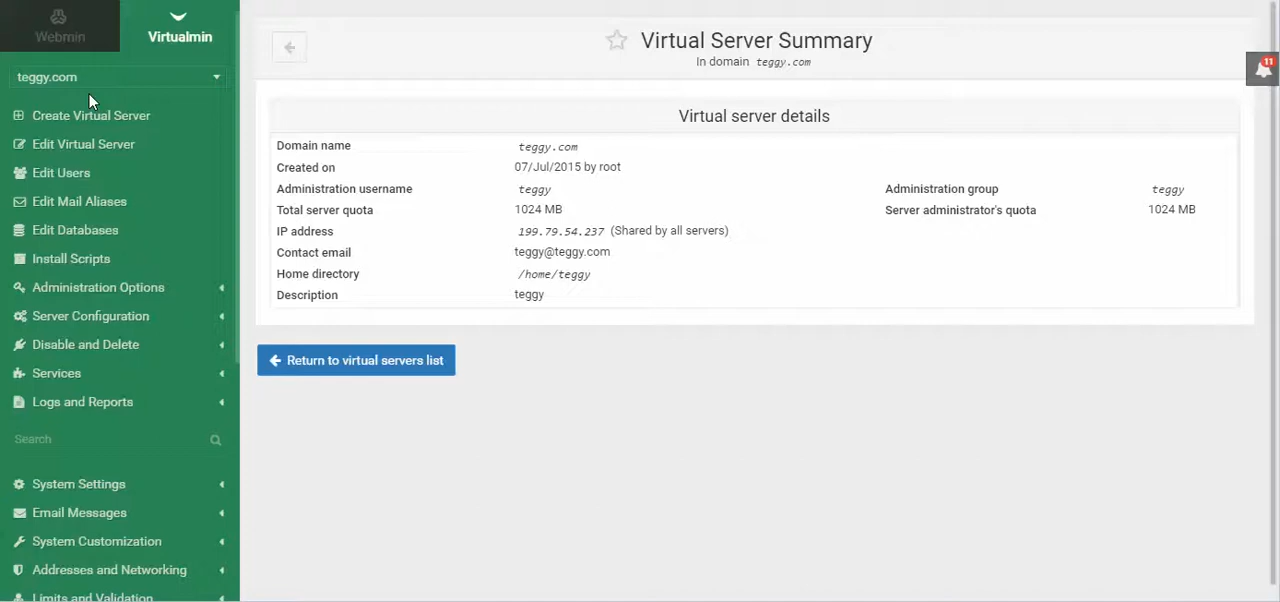 Webmin
Virtualmin
teggy.com
Create Virtual Server
Edit Virtual Server
Edit Users
Edit Mail Aliases
Edit Databases
Install Scripts
Administration Options
Server Configuration
Disable and Delete
Services
Logs and Reports
Search
System Settings
Email Messages
System Customization
Addresses and Networking
Limits and Validation
Virtual Server Summary
In domain teggy.com
11
Virtual server details
Domain name teggy.com
Created on 07/Jul/2015 by root
Administration username teggy Administration group teggy
Total server quota 1024 MB Server administrator's quota 1024 MB
IP address 199.79.54.237 (Shared by all servers)
Contact email teggy@teggy.com
Home directory /home/teggy
Description teggy
Return to virtual servers list